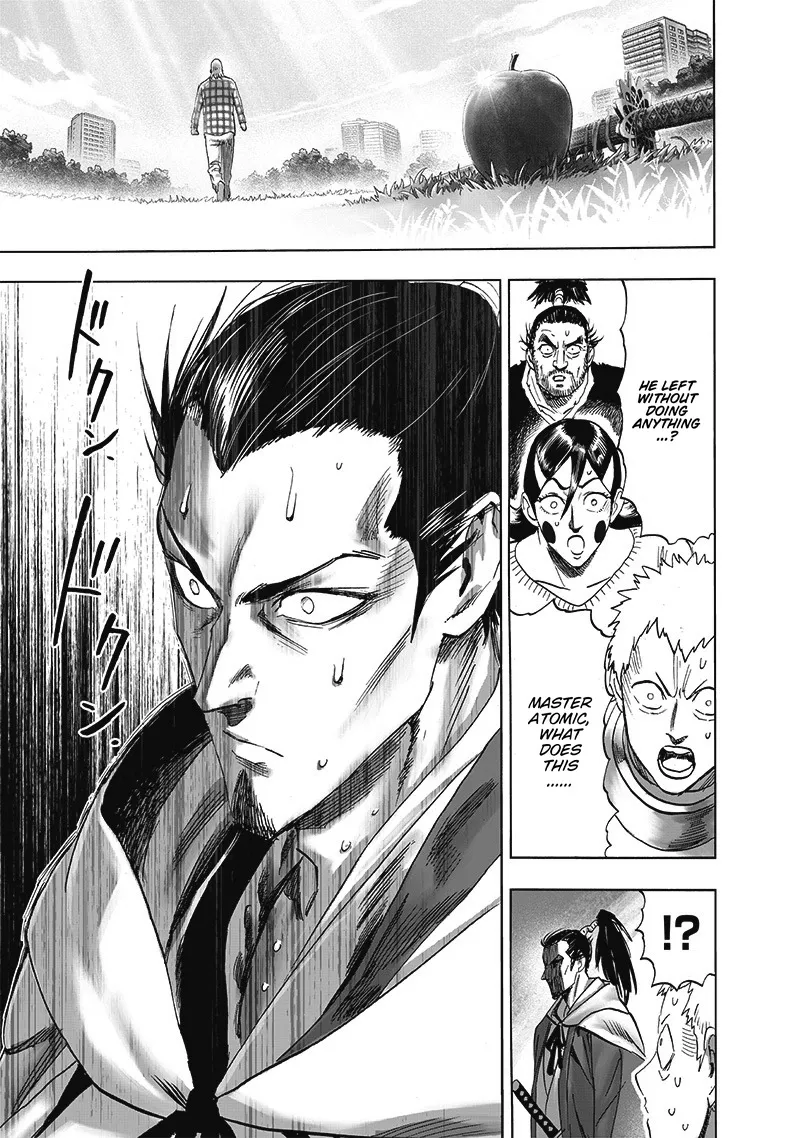 HE LEFT
WITHOUT
DOING
ANYTHING
...?
MASTER
ATOMIC,
WHAT
DOES
THIS
......
!?
ドクン、
ドクン、